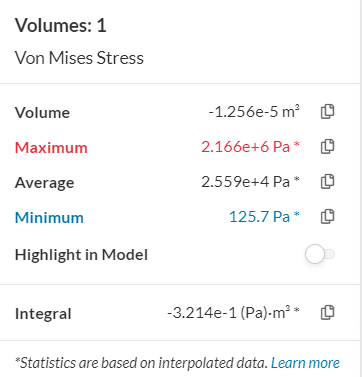 Volumes: 1
Von Mises Stress
Volume -1.256e-5 m³
Maximum 2.166e+6 Pa *
Average 2.559e+4 Pa *
Minimum 125.7 Pa *
Highlight in Model
Integral -3.214e-1 (Pa)·m³ *
*Statistics are based on interpolated data. Learn more